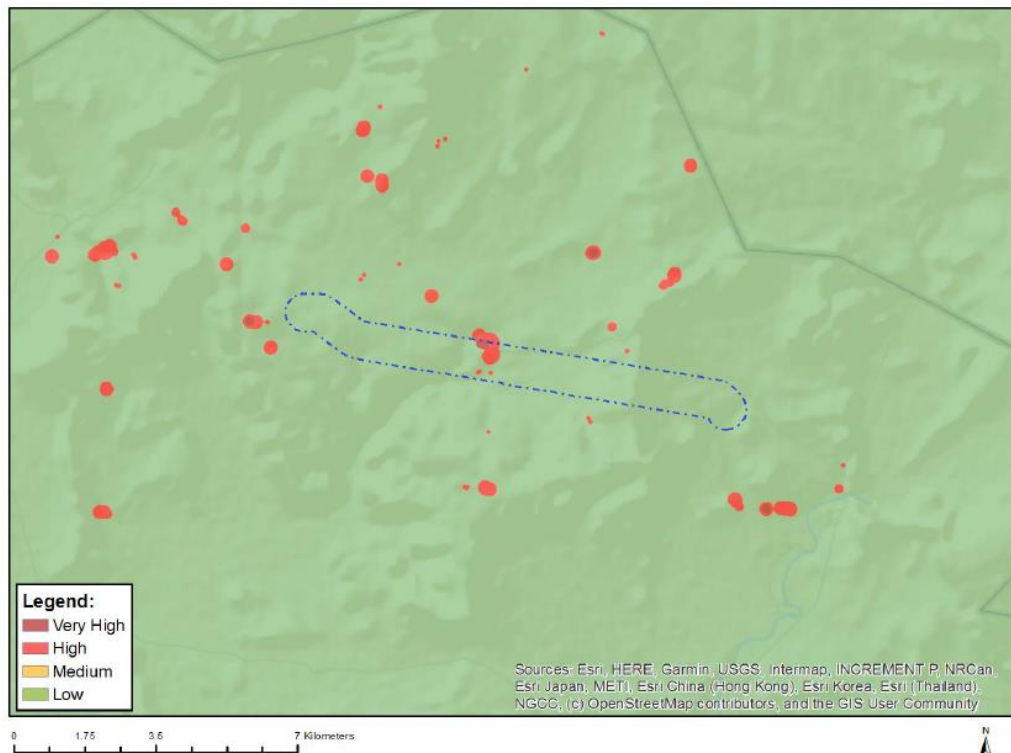 Legend:
Very High
High
Medium
Low
Sources: Esri, HERE, Garmin, USGS, Intermap, INCREMENT P, NRCan,
Esri Japan, METI, Esri China (Hong Kong), Esri Korea, Esri (Thailand),
NGCC, (c) OpenStreetMap contributors, and the GIS User Community
0 1.75 3.5 7 Kilometers
N